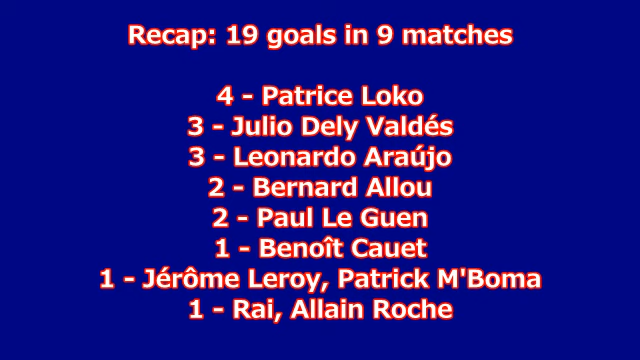 Recap: 19 goals in 9 matches
4 - Patrice Loko
3 - Julio Dely Valdés
3 - Leonardo Araújo
2 - Bernard Allou
2 - Paul Le Guen
1 - Benoît Cauet
1 - Jérôme Leroy, Patrick M'Boma
1 - Rai, Allain Roche